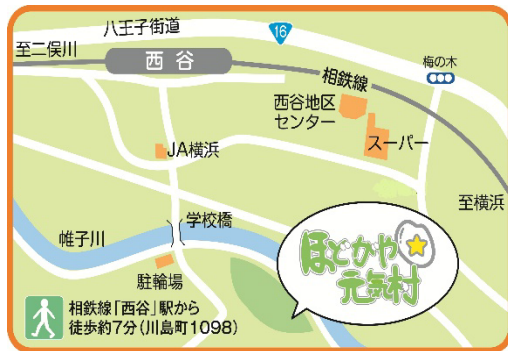 八王子街道
16
至二俣川
西谷
梅の木
相鉄線
西谷地区
センター
スーパー
JA横浜
至横浜
学校橋
帷子川
駐輪場
ほどがや
元気村
相鉄線「西谷」駅から
徒歩約7分（川島町1098）